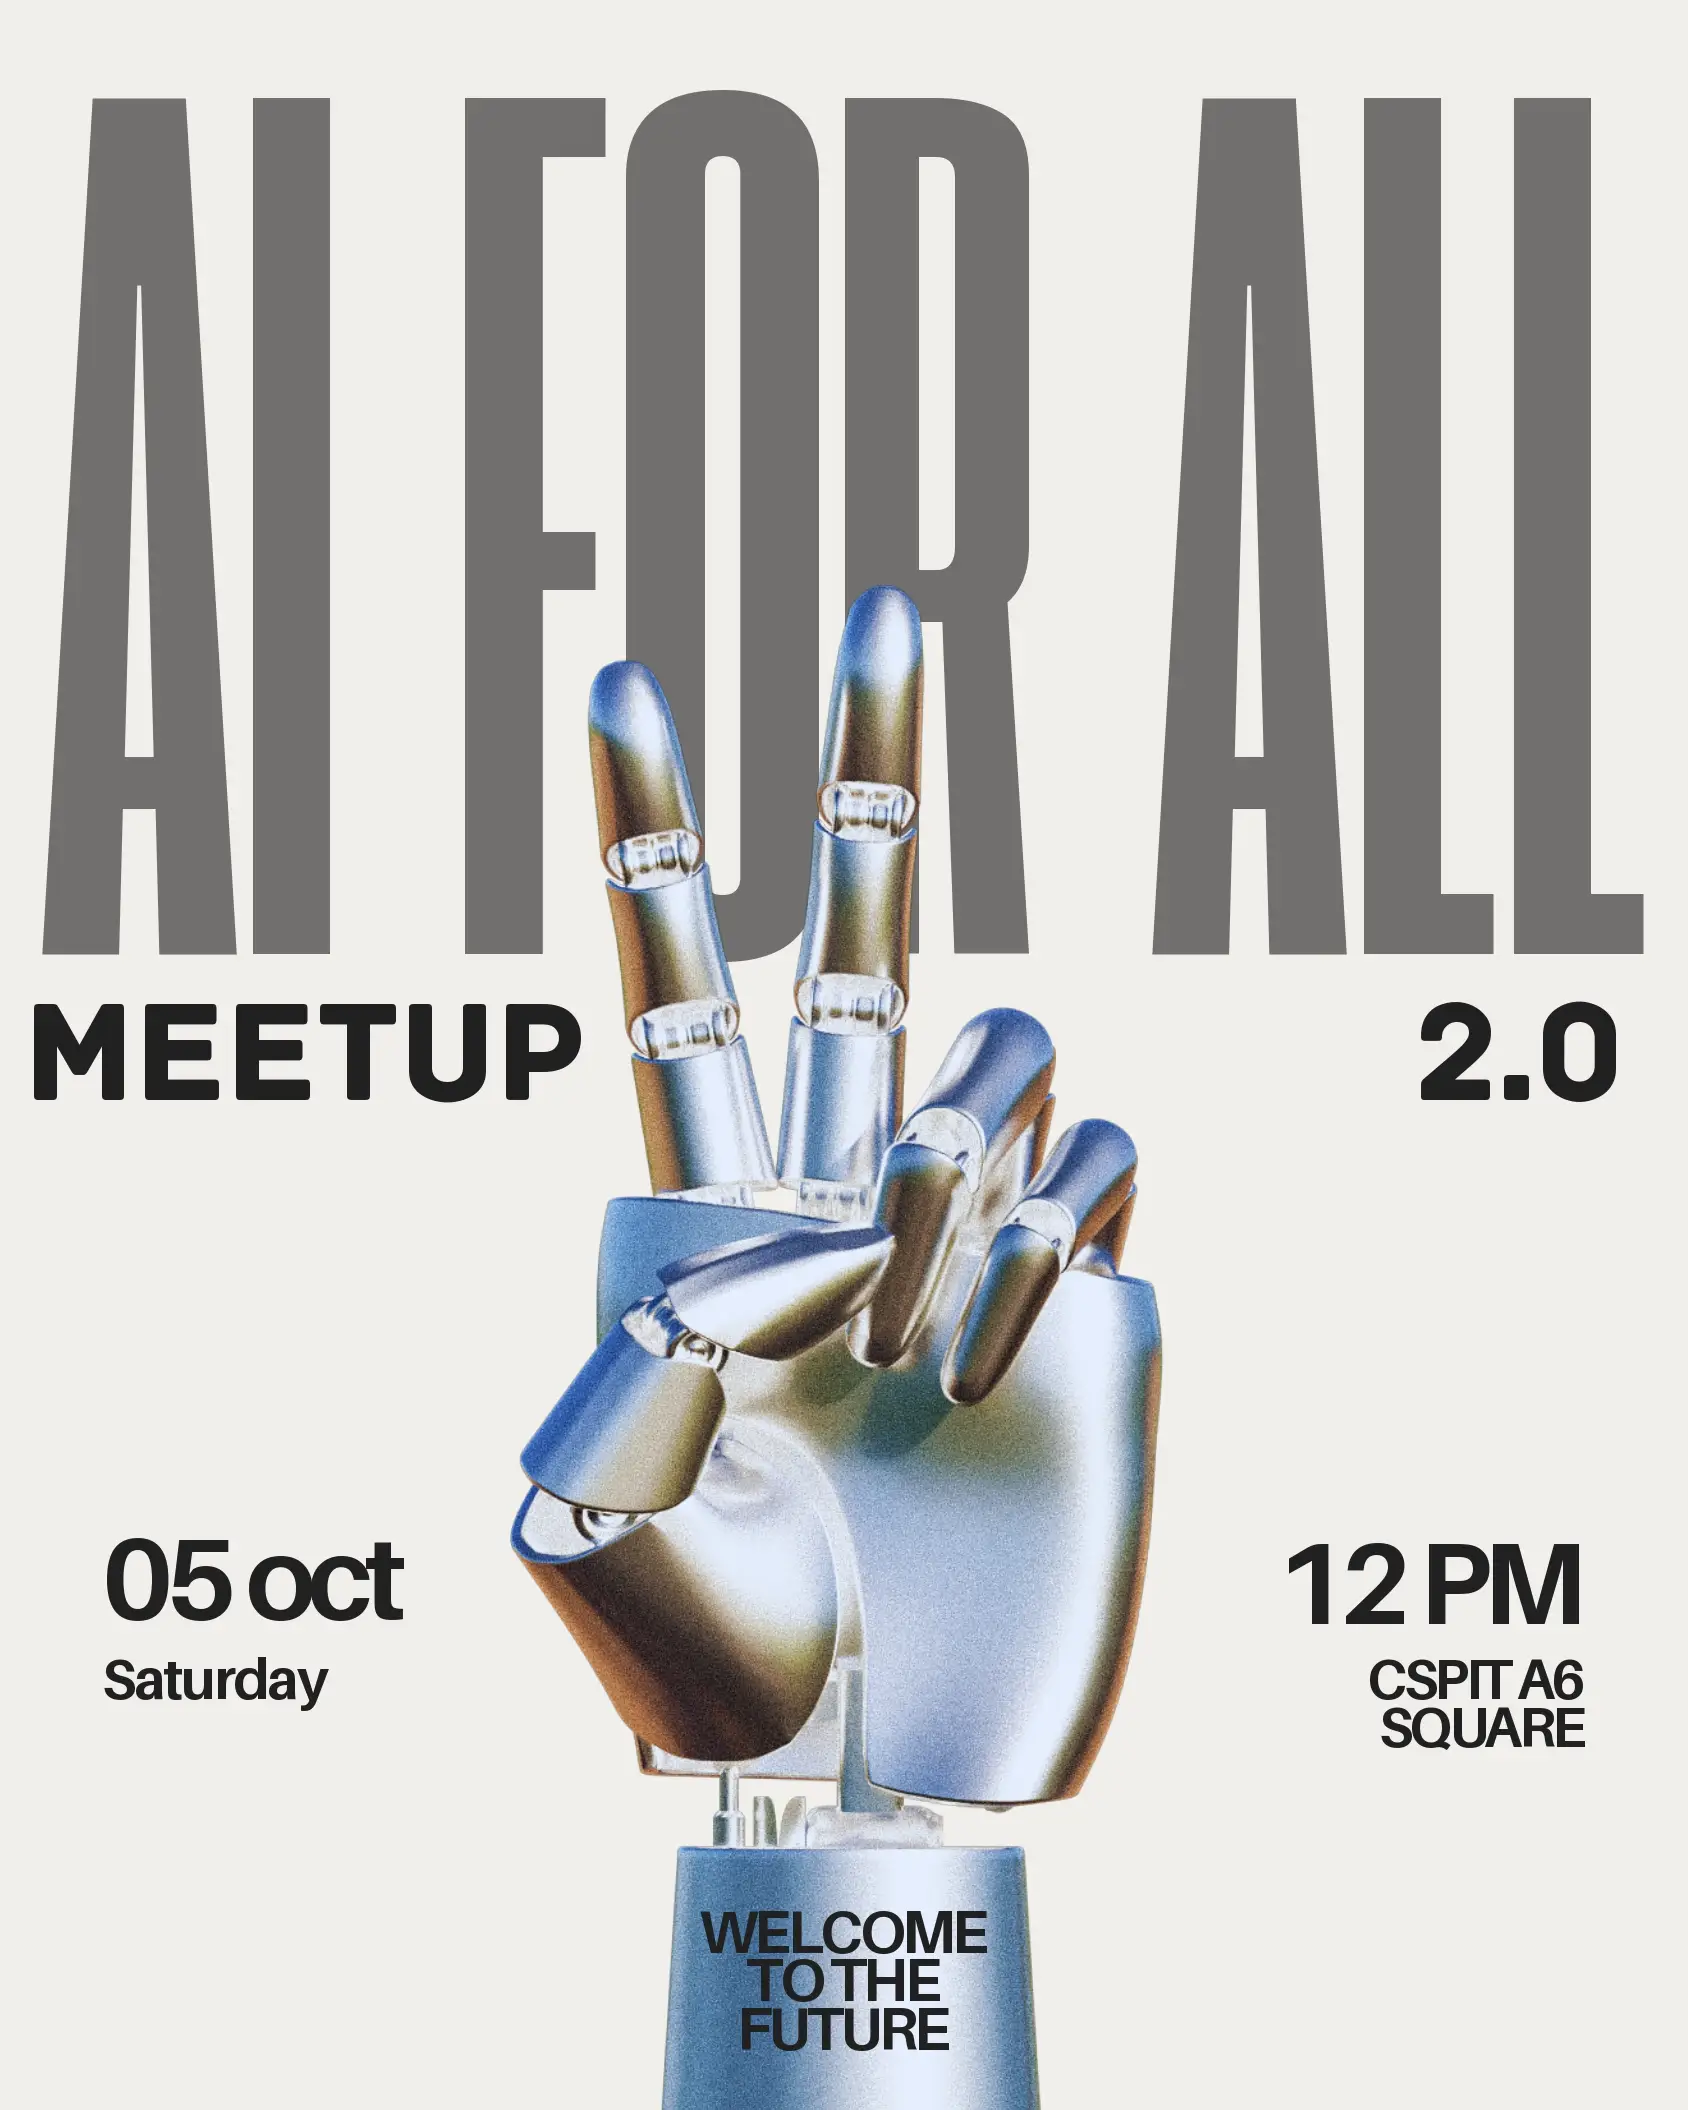 AI FOR ALL
MEETUP 2.0
05 oct
Saturday
12 PM
CSPIT A6
SQUARE
WELCOME
TO THE
FUTURE